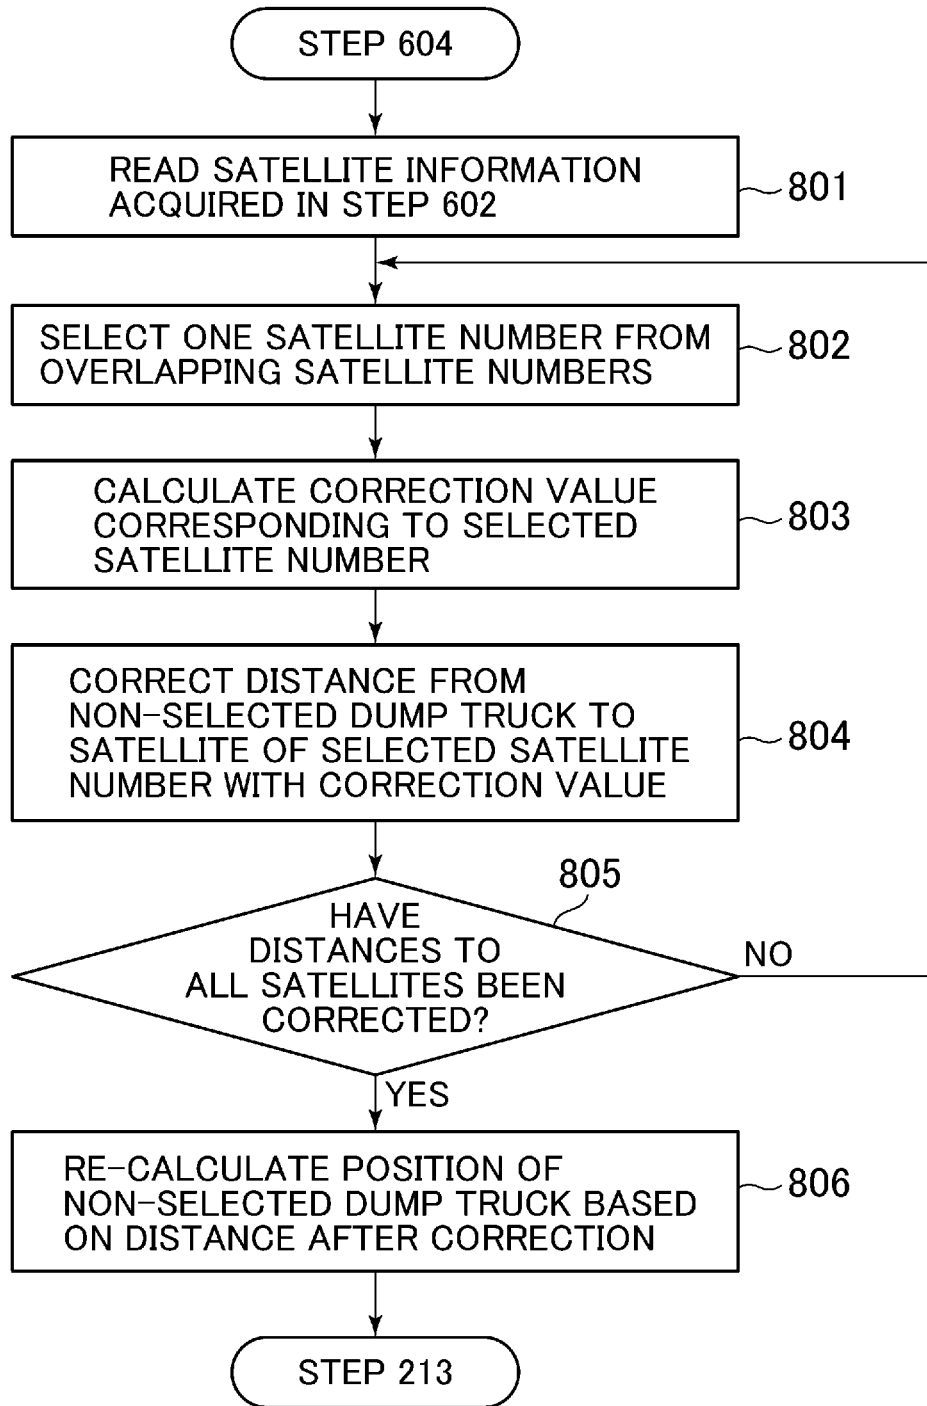 STEP 604
READ SATELLITE INFORMATION
ACQUIRED IN STEP 602
801
SELECT ONE SATELLITE NUMBER FROM
OVERLAPPING SATELLITE NUMBERS
802
CALCULATE CORRECTION VALUE
CORRESPONDING TO SELECTED
SATELLITE NUMBER
803
CORRECT DISTANCE FROM
NON-SELECTED DUMP TRUCK TO
SATELLITE OF SELECTED SATELLITE
NUMBER WITH CORRECTION VALUE
804
805
HAVE
DISTANCES TO
ALL SATELLITES BEEN
CORRECTED?
NO
YES
RE-CALCULATE POSITION OF
NON-SELECTED DUMP TRUCK BASED
ON DISTANCE AFTER CORRECTION
806
STEP 213